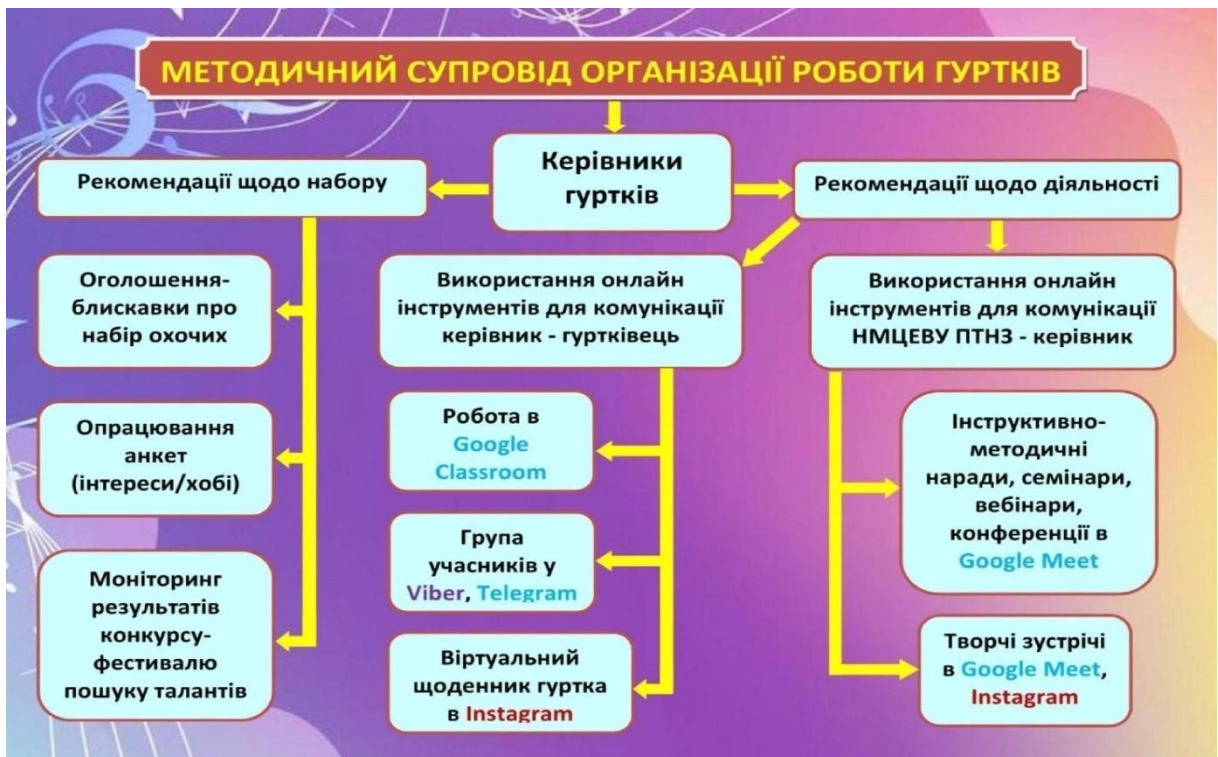 МЕТОДИЧНИЙ СУПРОВІД ОРГАНІЗАЦІЇ РОБОТИ ГУРТКІВ
Керівники
гуртків
Рекомендації щодо набору
Рекомендації щодо діяльності
Оголошення-
блискавки про
набір охочих
Опрацювання
анкет
(інтереси/хобі)
Моніторинг
результатів
конкурсу-
фестивалю
пошуку талантів
Використання онлайн
інструментів для комунікації
керівник - гуртківець
Робота в
Google
Classroom
Група
учасників у
Viber, Telegram
Віртуальний
щоденник гуртка
в Instagram
Використання онлайн
інструментів для комунікації
НМЦЕВУ ПТНЗ - керівник
Інструктивно-
методичні
наради, семінари,
вебінари,
конференції в
Google Meet
Творчі зустрічі
в Google Meet,
Instagram